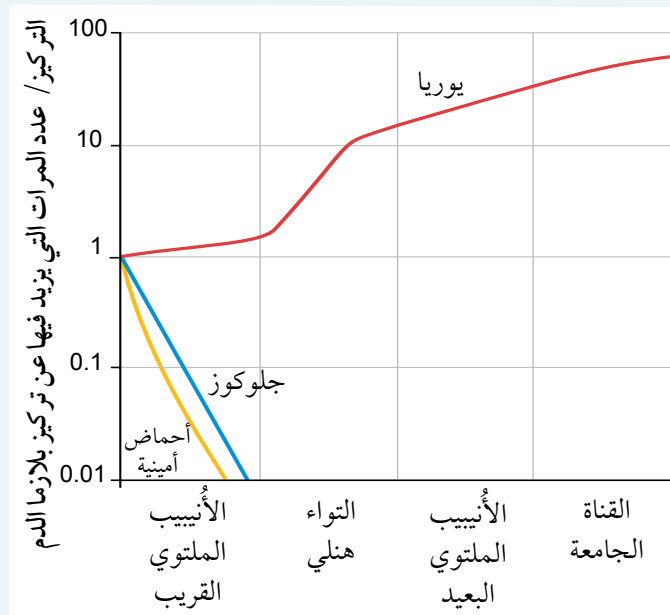 التركيز/ عدد المرات التي يزيد فيها عن تركيز بلازما الدم
100
10
1
0.1
0.01
يوريا
جلوكوز
أحماض
أمينية
الأُنيبيب
الملتوي
القريب
التواء
هنلي
الأُنيبيب
الملتوي
البعيد
القناة
الجامعة